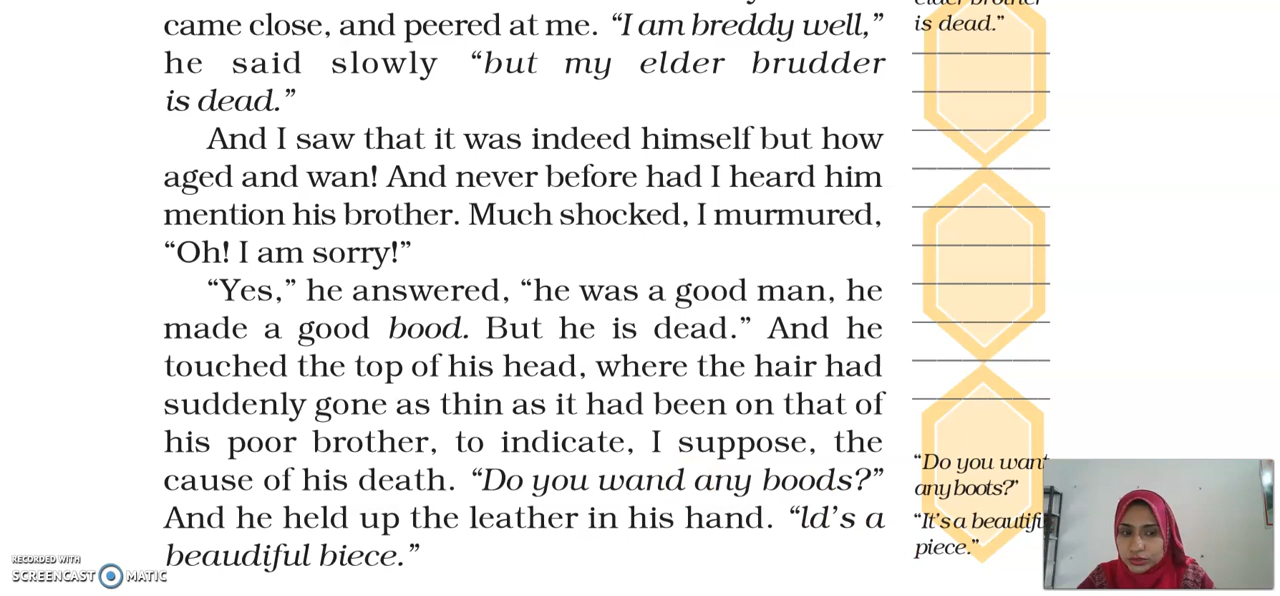 came close, and peered at me. “I am breddy well,”
he said slowly “but my elder brudder
is dead.”
And I saw that it was indeed himself but how
aged and wan! And never before had I heard him
mention his brother. Much shocked, I murmured,
“Oh! I am sorry!”
“Yes,” he answered, “he was a good man, he
made a good bood. But he is dead.” And he
touched the top of his head, where the hair had
suddenly gone as thin as it had been on that of
his poor brother, to indicate, I suppose, the
cause of his death. “Do you wand any boods?”
And he held up the leather in his hand. “ld’s a
beaudiful biece.”
elder brother
is dead.”
“Do you want
any boots?”
“It’s a beautifu
piece.”
RECORDED WITH
SCREENCAST MATIC